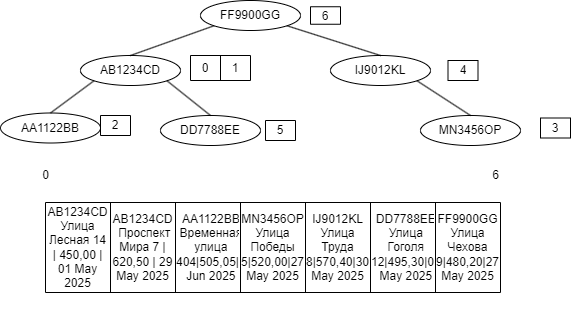 FF9900GG
6
AB1234CD
0
1
IJ9012KL
4
AA1122BB
2
DD7788EE
5
MN3456OP
3
0
6
AB1234CD
Улица
Лесная 14
| 450,00 |
01 May
2025
AB1234CD
Проспект
Мира 7 |
620,50 | 29
May 2025
AA1122BB
Временная
улица
404|505,05|
Jun 2025
MN3456OP
Улица
Победы
5|520,00|27
May 2025
IJ9012KL
Улица
Труда
8|570,40|30
May 2025
DD7788EE
Улица
Гоголя
12|495,30|0
May 2025
FF9900GG
Улица
Чехова
9|480,20|27
May 2025